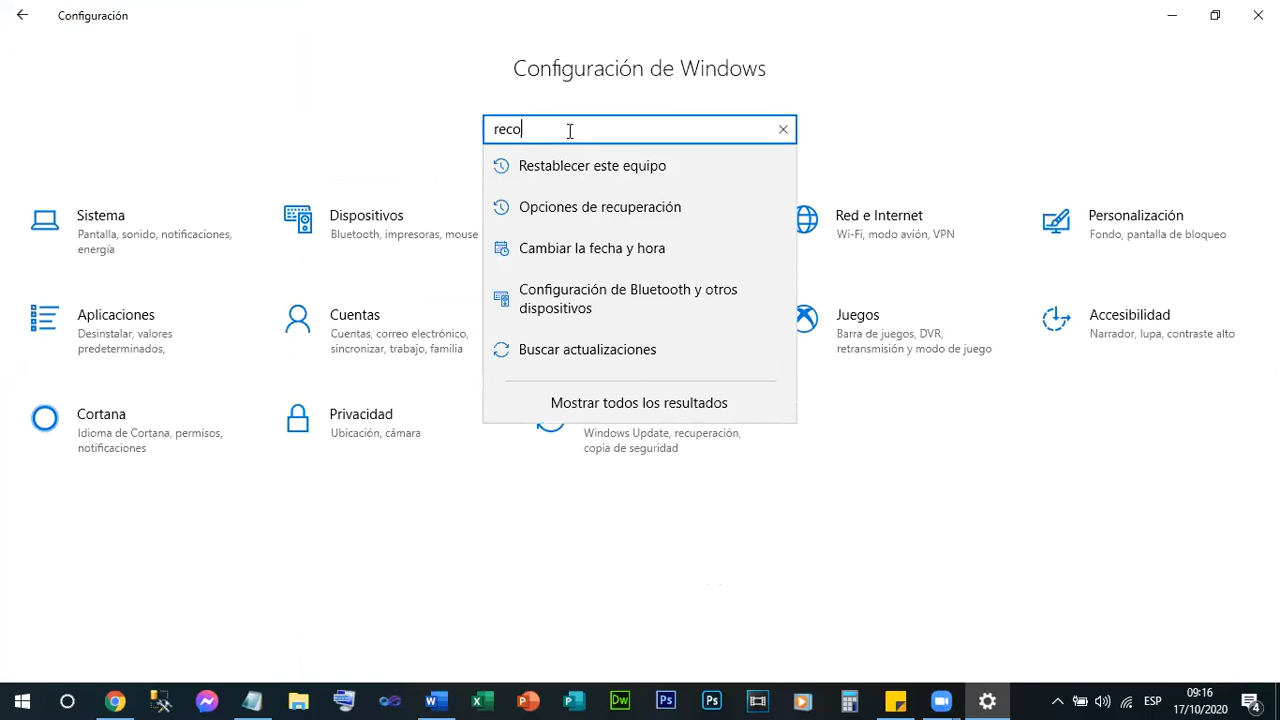 Configuración
Configuración de Windows
reco
Restablecer este equipo
Opciones de recuperación
Cambiar la fecha y hora
Configuración de Bluetooth y otros
dispositivos
Buscar actualizaciones
Mostrar todos los resultados
Sistema
Pantalla, sonido, notificaciones,
energía
Dispositivos
Bluetooth, impresoras, mouse
Red e Internet
Wi-Fi, modo avión, VPN
Personalización
Fondo, pantalla de bloqueo
Aplicaciones
Desinstalar, valores
predeterminados,
Cuentas
Cuentas, correo electrónico,
sincronizar, trabajo, familia
Juegos
Barra de juegos, DVR,
retransmisión y modo de juego
Accesibilidad
Narrador, lupa, contraste alto
Cortana
Idioma de Cortana, permisos,
notificaciones
Privacidad
Ubicación, cámara
Windows Update, recuperación,
copia de seguridad
Dw
Ps
Ps
ESP
09:16
17/10/2020
4